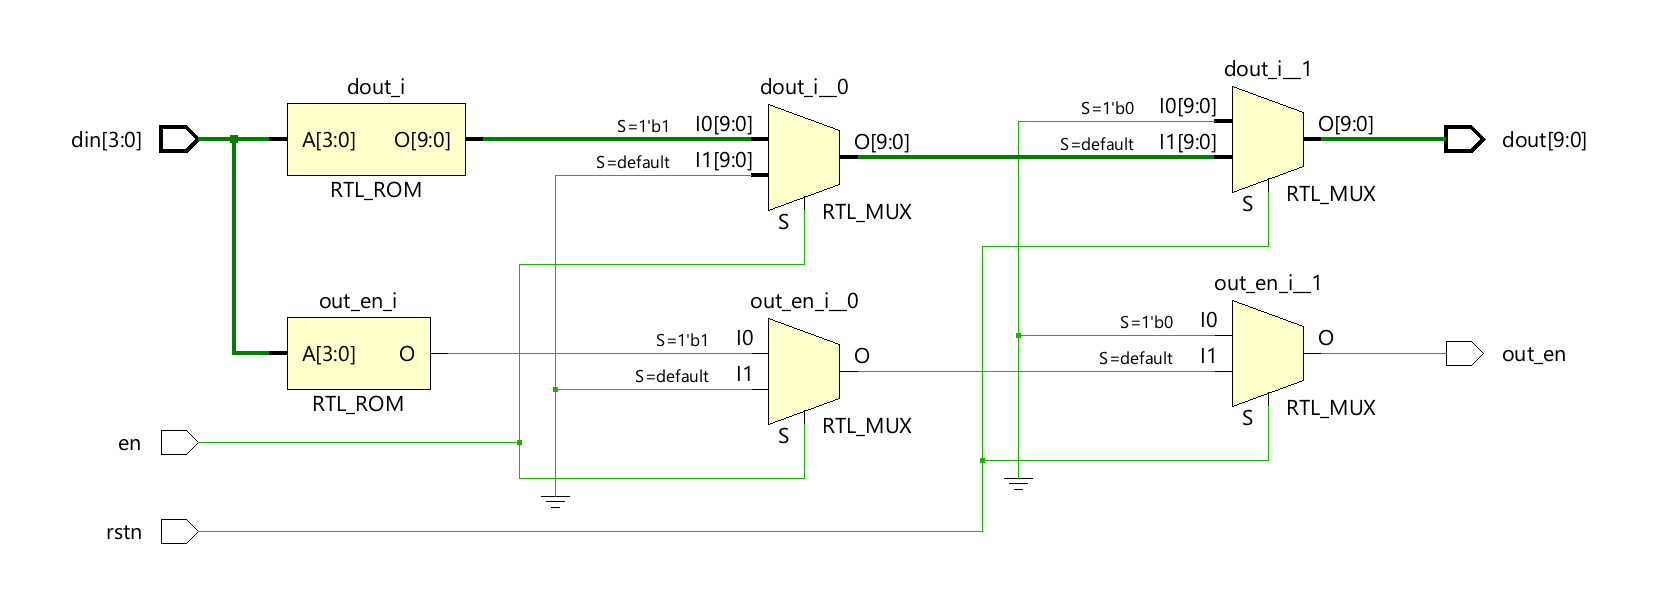 dout_i
din[3:0]
A[3:0]
O[9:0]
RTL_ROM
dout_i__0
S=1'b1
I0[9:0]
S=default
I1[9:0]
O[9:0]
S
RTL_MUX
dout_i__1
S=1'b0
I0[9:0]
S=default
I1[9:0]
O[9:0]
S
RTL_MUX
dout[9:0]
out_en_i
A[3:0]
O
RTL_ROM
out_en_i__0
S=1'b1
I0
S=default
I1
O
S
RTL_MUX
out_en_i__1
S=1'b0
I0
S=default
I1
O
S
RTL_MUX
out_en
en
rstn